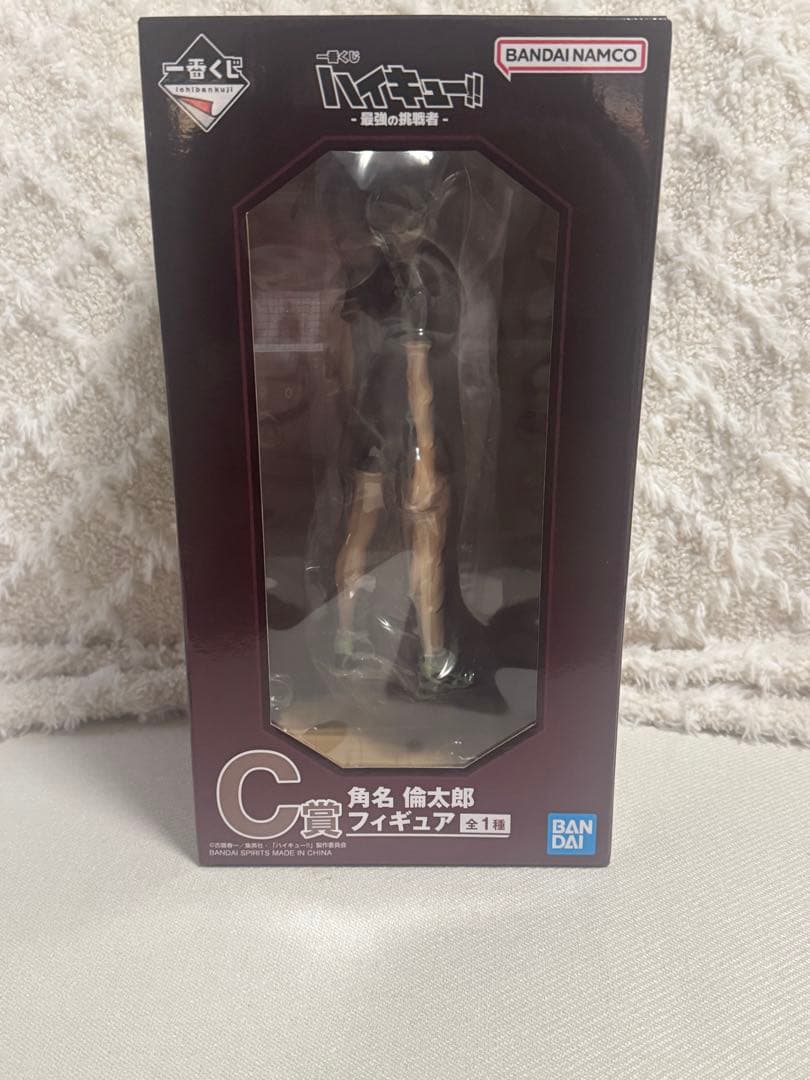 一番くじ
ichibankuji
一番くじ
ハイキュー!!
- 最強の挑戦者 -
BANDAI NAMCO
C賞
角名 倫太郎
フィギュア 全1種
©古舘春一/集英社・「ハイキュー!!」製作委員会
BANDAI SPIRITS MADE IN CHINA
BAN
DAI